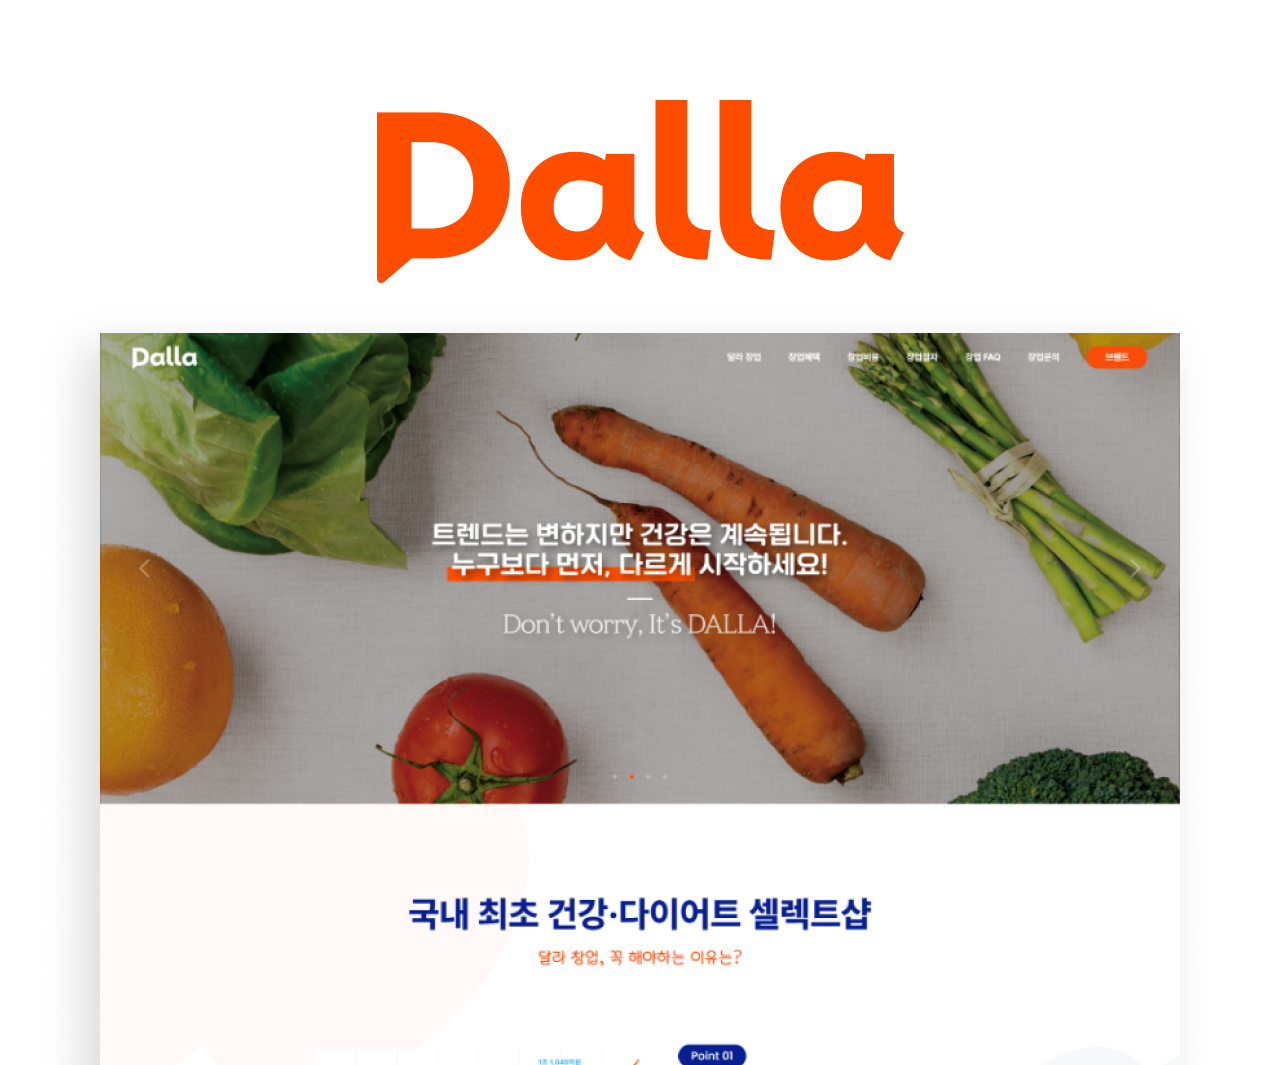 Dalla
Dalla
달라 창업 창업혜택 창업비용 창업절차 창업 FAQ 창업문의 브랜드
트렌드는 변하지만 건강은 계속됩니다.
누구보다 먼저, 다르게 시작하세요!
Don't worry, It's DALLA!
국내 최초 건강·다이어트 셀렉트샵
달라 창업, 꼭 해야하는 이유는?
Point 01